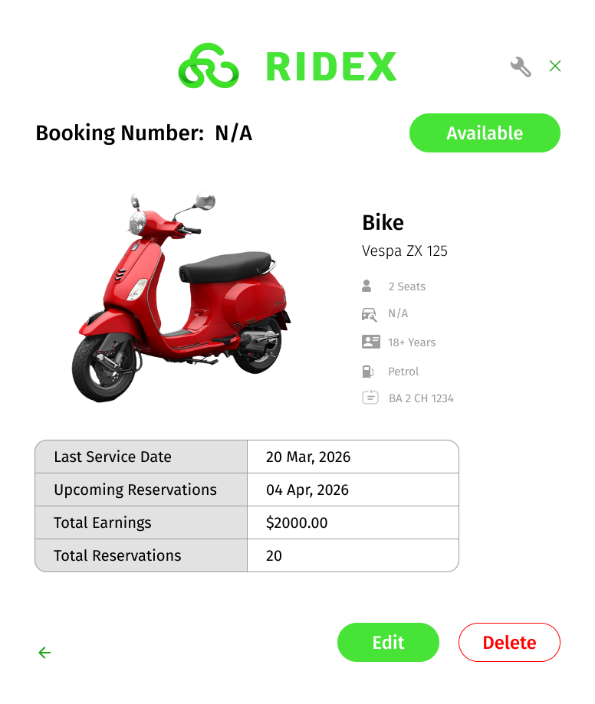 RIDEX
Booking Number: N/A
Available
Bike
Vespa ZX 125
2 Seats
N/A
18+ Years
Petrol
BA 2 CH 1234
Last Service Date 20 Mar, 2026
Upcoming Reservations 04 Apr, 2026
Total Earnings $2000.00
Total Reservations 20
Edit Delete